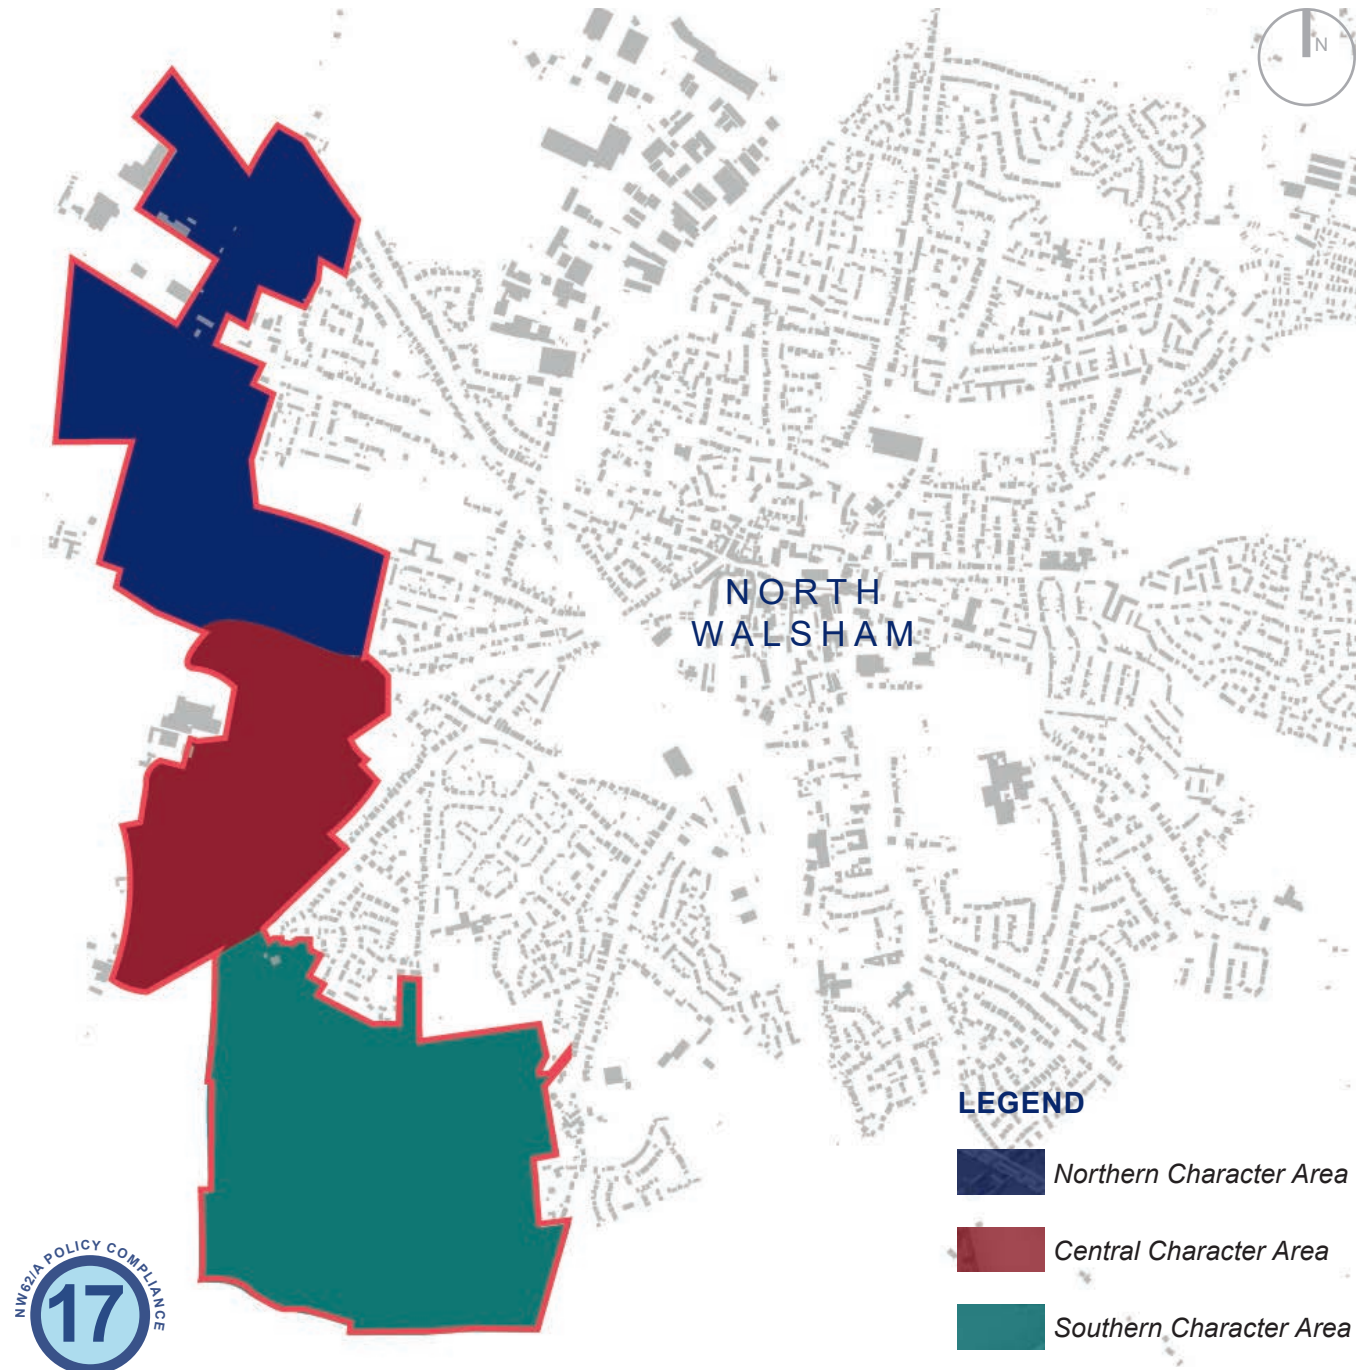 N
NORTH
WALSHAM
LEGEND
Northern Character Area
Central Character Area
Southern Character Area
NW62/A POLICY COMPLIANCE
17